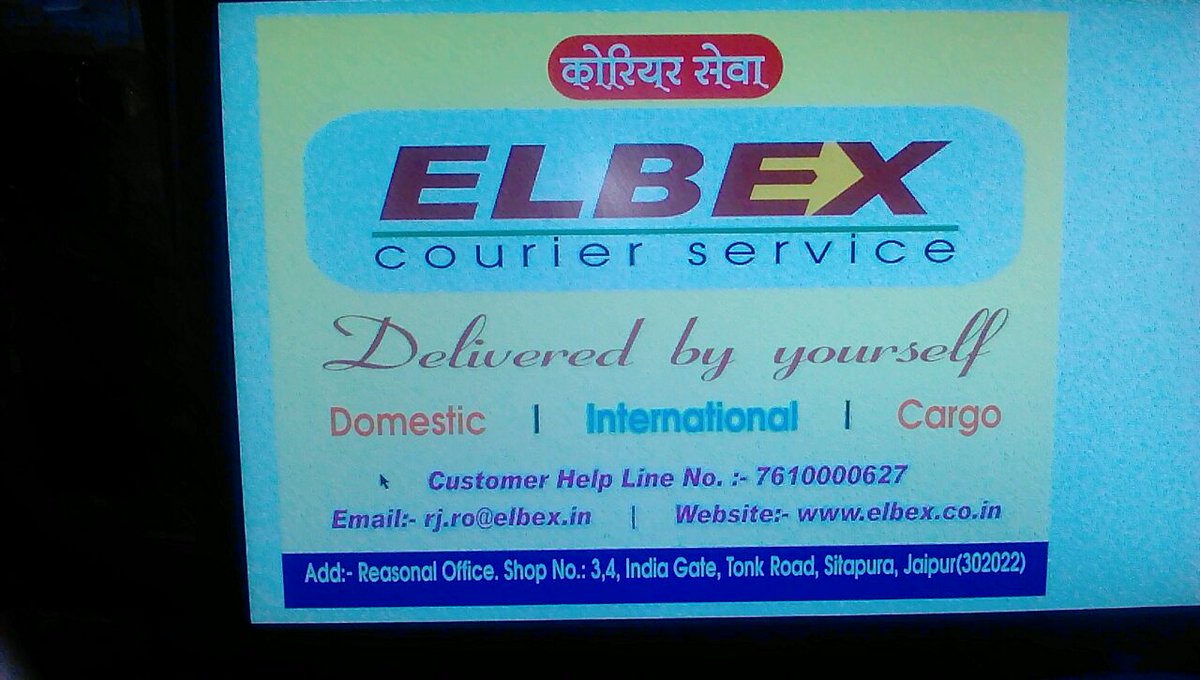 कोरियर सेवा
ELBEX
courier service
Delivered by yourself
Domestic | International | Cargo
Customer Help Line No. :- 7610000627
Email:- rj.ro@elbex.in | Website:- www.elbex.co.in
Add:- Reasonal Office. Shop No.: 3,4, India Gate, Tonk Road, Sitapura, Jaipur(302022)